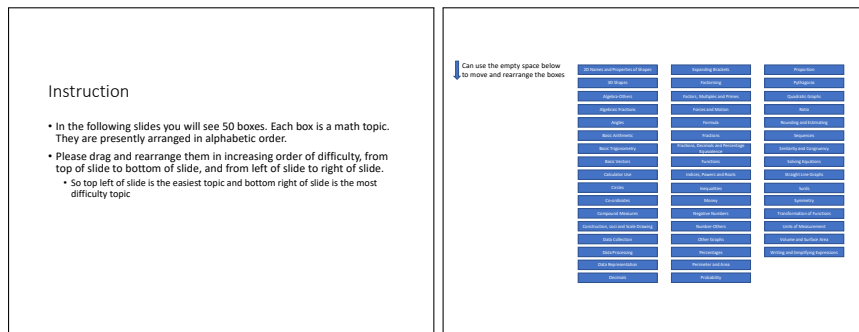 Instruction
• In the following slides you will see 50 boxes. Each box is a math topic.
They are presently arranged in alphabetic order.
• Please drag and rearrange them in increasing order of difficulty, from
top of slide to bottom of slide, and from left of slide to right of slide.
• So top left of slide is the easiest topic and bottom right of slide is the most
difficulty topic
Can use the empty space below
to move and rearrange the boxes
2D Names and Properties of Shapes
3D Shapes
Algebra Others
Algebraic Fractions
Angles
Basic Arithmetic
Basic Trigonometry
Basic Vectors
Calculator Use
Circles
Co-ordinates
Compound Measures
Construction, Loci and Scale Drawing
Data Collection
Data Processing
Data Representation
Decimals
Expanding Brackets
Factorising
Factors, Multiples and Primes
Forces and Motion
Formula
Fractions
Fractions, Decimals and Percentage
Equivalence
Functions
Indices, Powers and Roots
Inequalities
Money
Negative Numbers
Number Others
Other Graphs
Percentages
Perimeter and Area
Probability
Proportion
Pythagoras
Quadratic Graphs
Ratio
Rounding and Estimating
Sequences
Similarity and Congruency
Solving Equations
Straight Line Graphs
Surds
Symmetry
Transformation of Functions
Units of Measurement
Volume and Surface Area
Writing and Simplifying Expressions